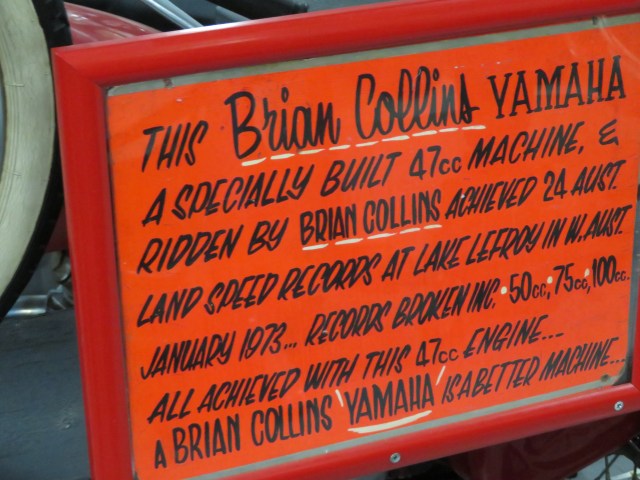 THIS Brian Collins YAMAHA
A SPECIALLY BUILT 47cc MACHINE, &
RIDDEN BY BRIAN COLLINS ACHIEVED 24 AUST.
LAND SPEED RECORDS AT LAKE LEFROY IN W.AUST.
JANUARY 1973... RECORDS BROKEN INC. •50cc,•75cc,100cc.
ALL ACHIEVED WITH THIS 47cc ENGINE...
A BRIAN COLLINS 'YAMAHA' IS A BETTER MACHINE...